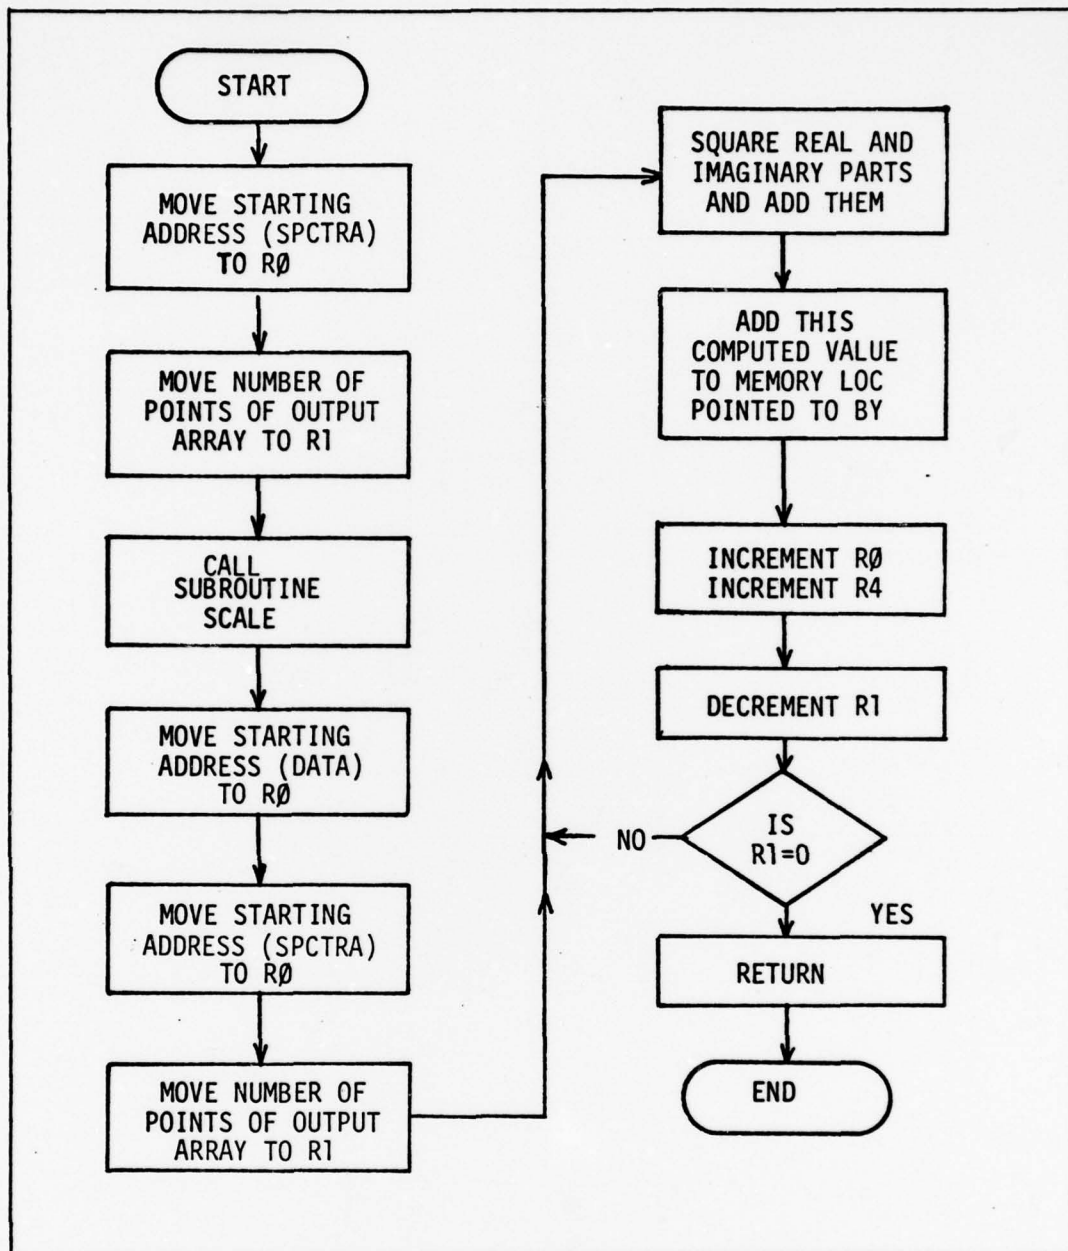 START
MOVE STARTING
ADDRESS (SPCTRA)
TO RØ
MOVE NUMBER OF
POINTS OF OUTPUT
ARRAY TO R1
CALL
SUBROUTINE
SCALE
MOVE STARTING
ADDRESS (DATA)
TO RØ
MOVE STARTING
ADDRESS (SPCTRA)
TO RØ
MOVE NUMBER OF
POINTS OF OUTPUT
ARRAY TO R1
SQUARE REAL AND
IMAGINARY PARTS
AND ADD THEM
ADD THIS
COMPUTED VALUE
TO MEMORY LOC
POINTED TO BY
INCREMENT RØ
INCREMENT R4
DECREMENT R1
IS
R1=0
NO
YES
RETURN
END